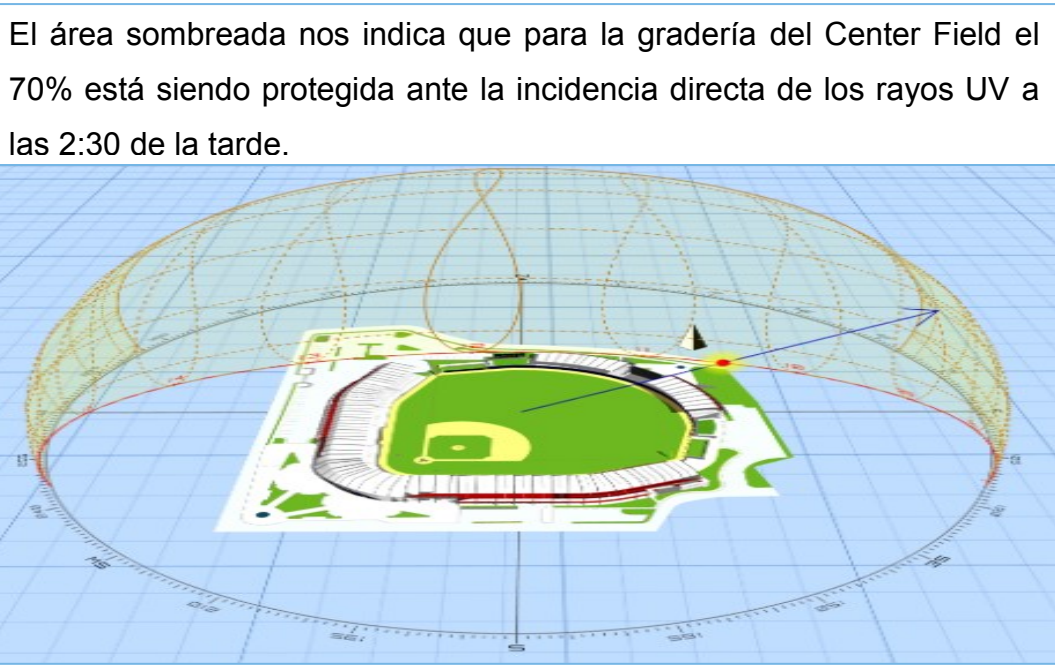 El área sombreada nos indica que para la gradería del Center Field el
70% está siendo protegida ante la incidencia directa de los rayos UV a
las 2:30 de la tarde.
S